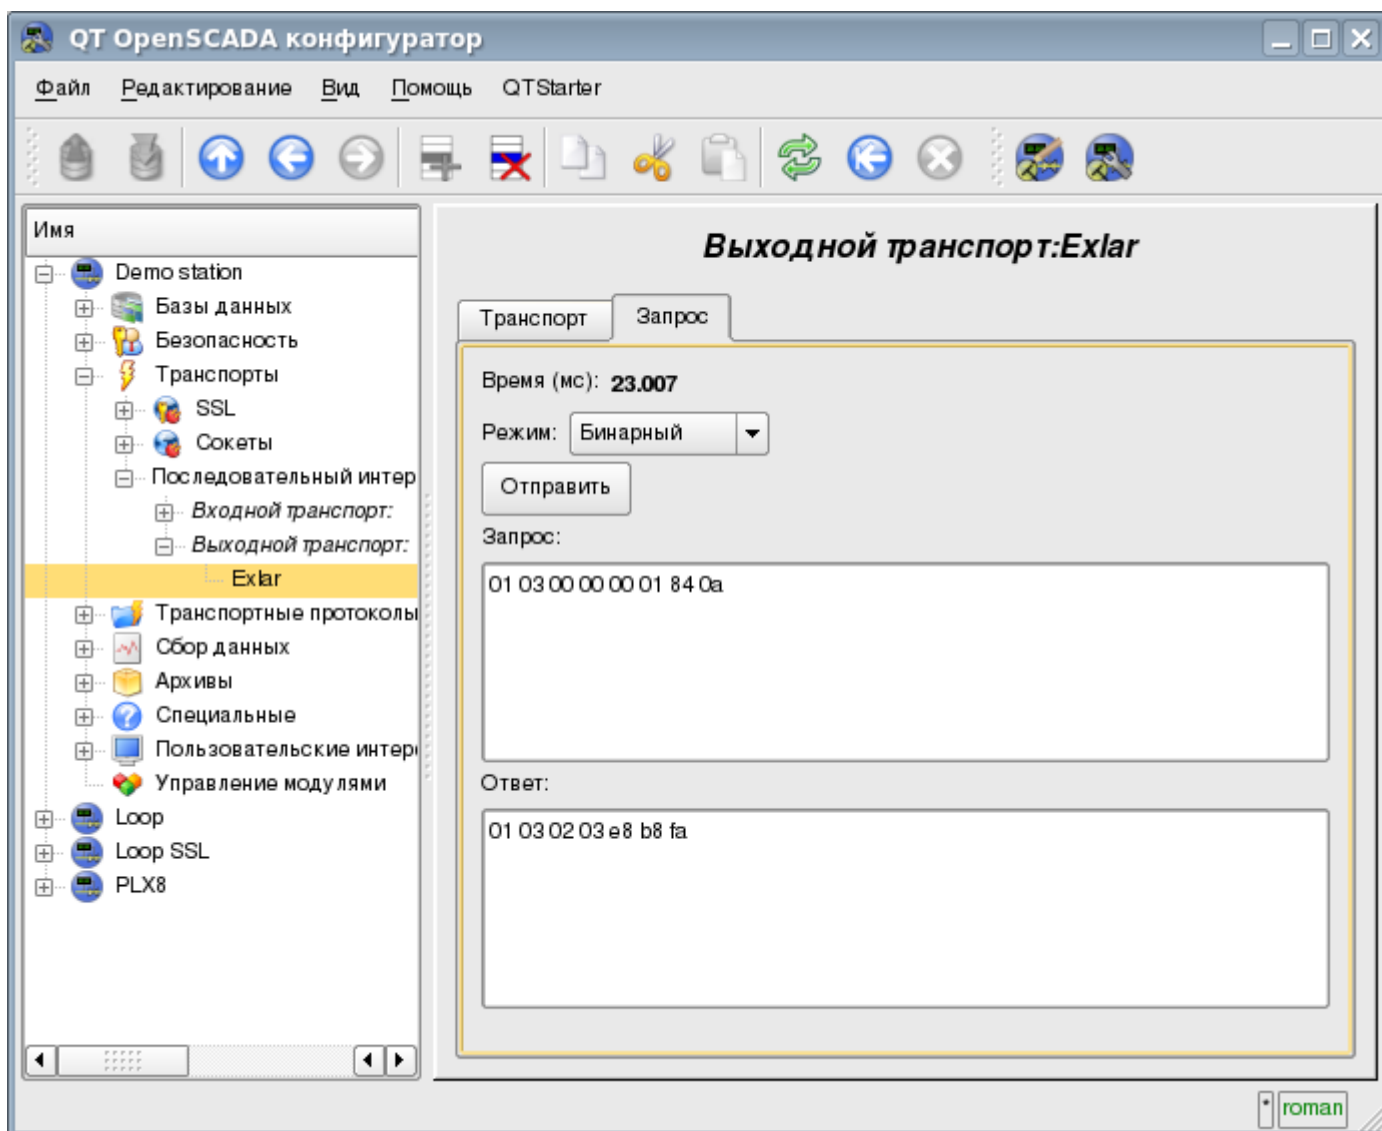 QT OpenSCADA конфигуратор
Файл Редактирование Вид Помощь QTStarter
Имя
Demo station
Базы данных
Безопасность
Транспорты
SSL
Сокеты
Последовательный интер
Входной транспорт:
Выходной транспорт:
Exlar
Транспортные протоколы
Сбор данных
Архивы
Специальные
Пользовательские интер
Управление модулями
Loop
Loop SSL
PLX8
Выходной транспорт:Exlar
Транспорт Запрос
Время (мс): 23.007
Режим: Бинарный
Отправить
Запрос:
01 03 00 00 00 01 84 0a
Ответ:
01 03 02 03 e8 b8 fa
* roman